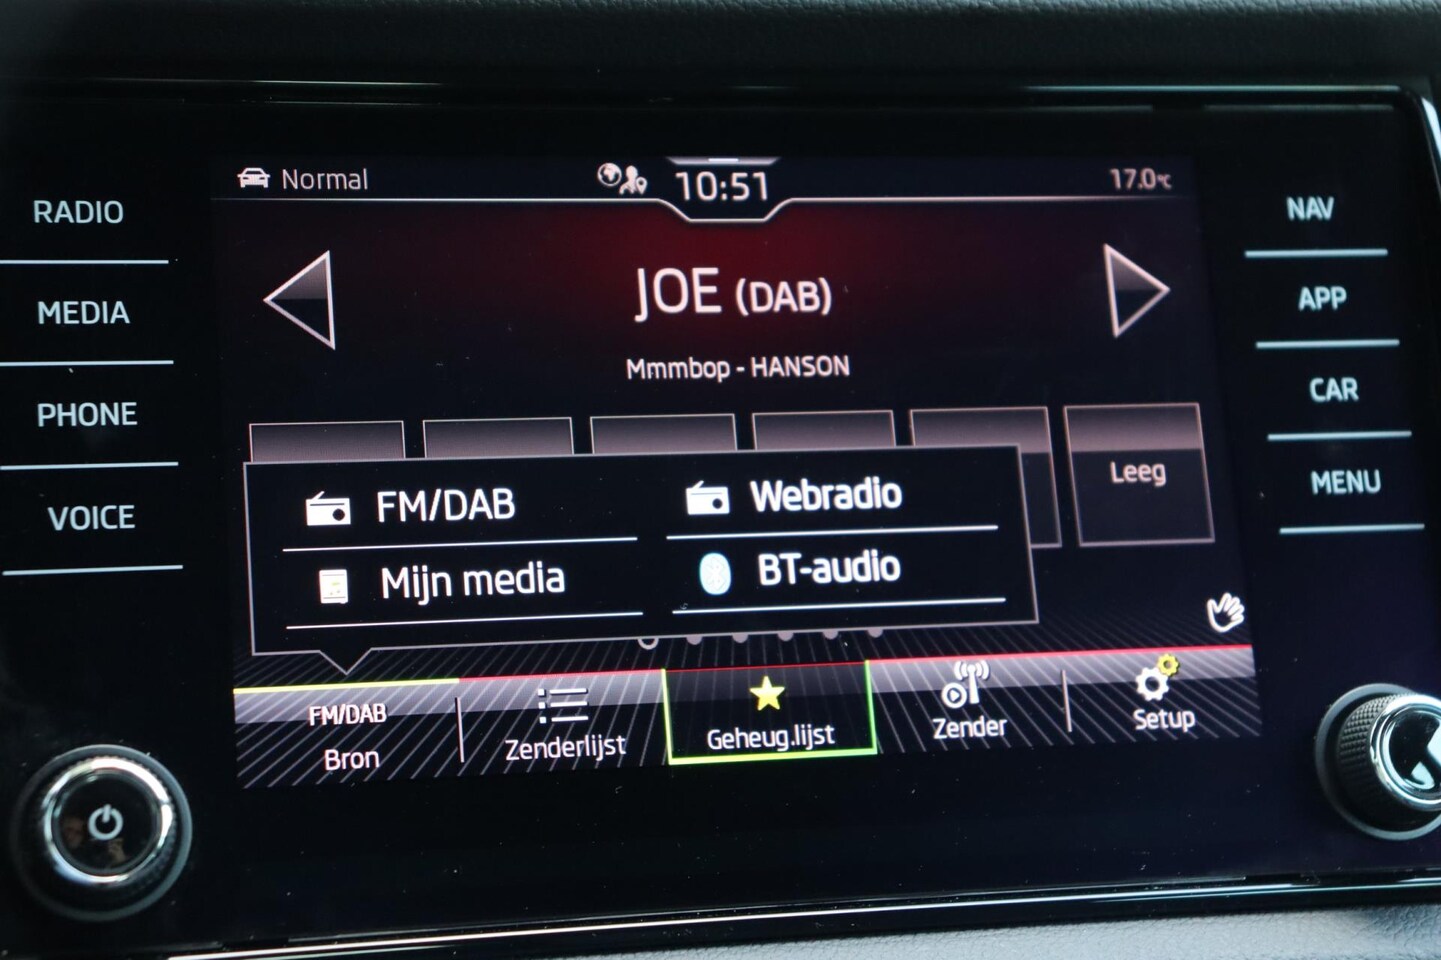 Normal
10:51
17.0°C
RADIO
MEDIA
PHONE
VOICE
NAV
APP
CAR
MENU
JOE (DAB)
Mmmbop - HANSON
Leeg
FM/DAB
Webradio
Mijn media
BT-audio
FM/DAB
Bron
Zenderlijst
Geheug.lijst
Zender
Setup